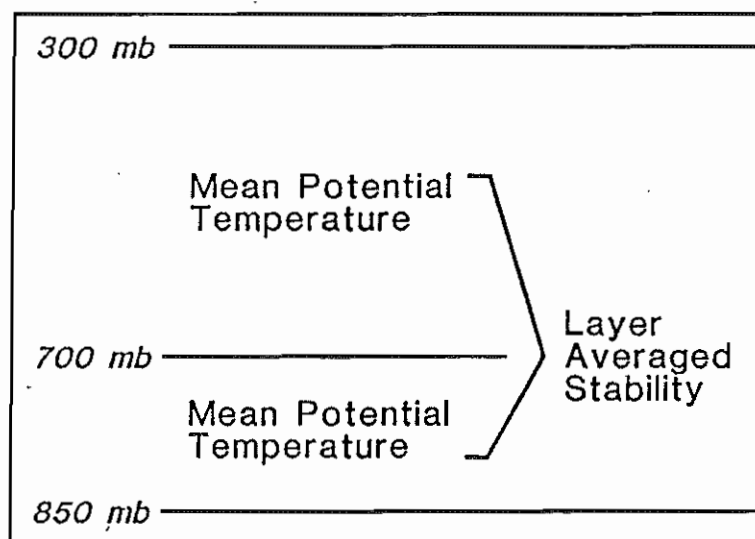 300 mb
Mean Potential
Temperature
Layer
Averaged
Stability
700 mb
Mean Potential
Temperature
850 mb